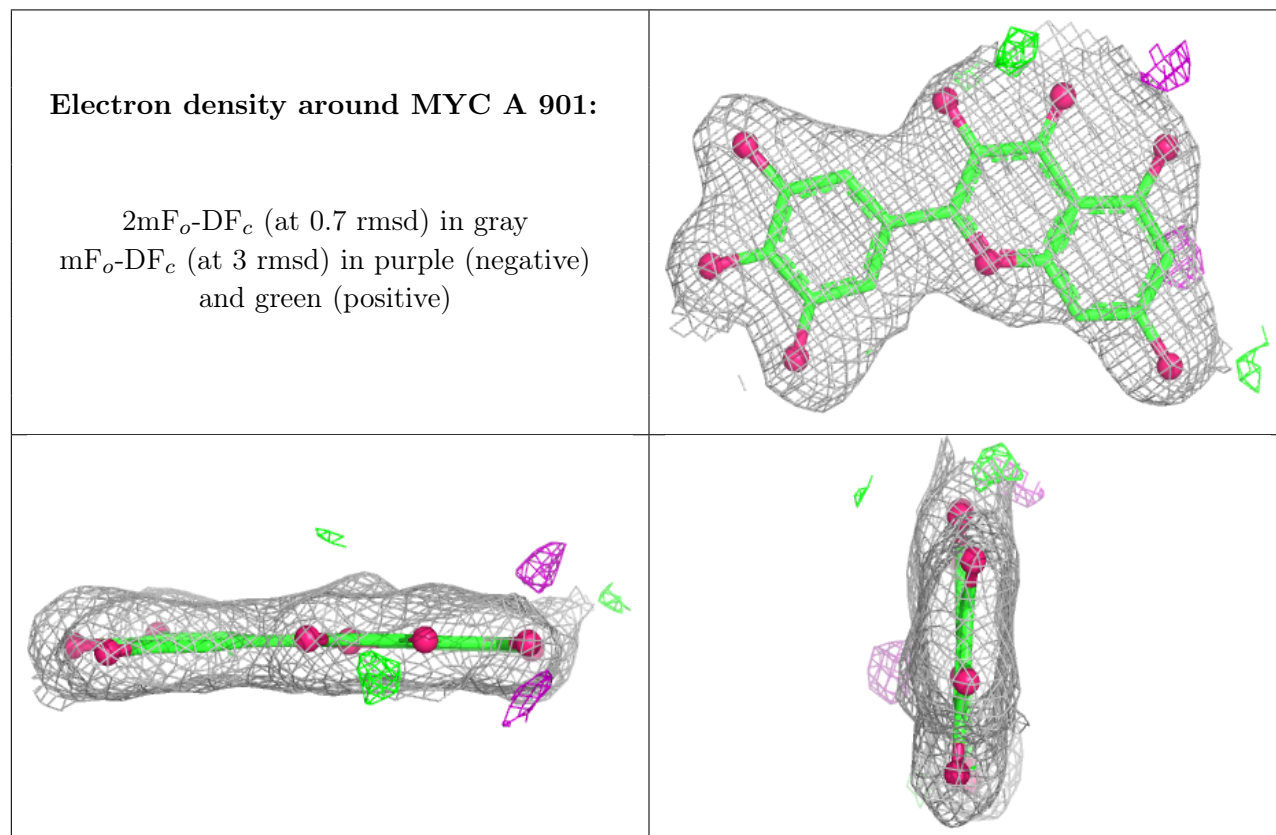 Electron density around MYC A 901:
2mFo-DFc (at 0.7 rmsd) in gray
mFo-DFc (at 3 rmsd) in purple (negative)
and green (positive)